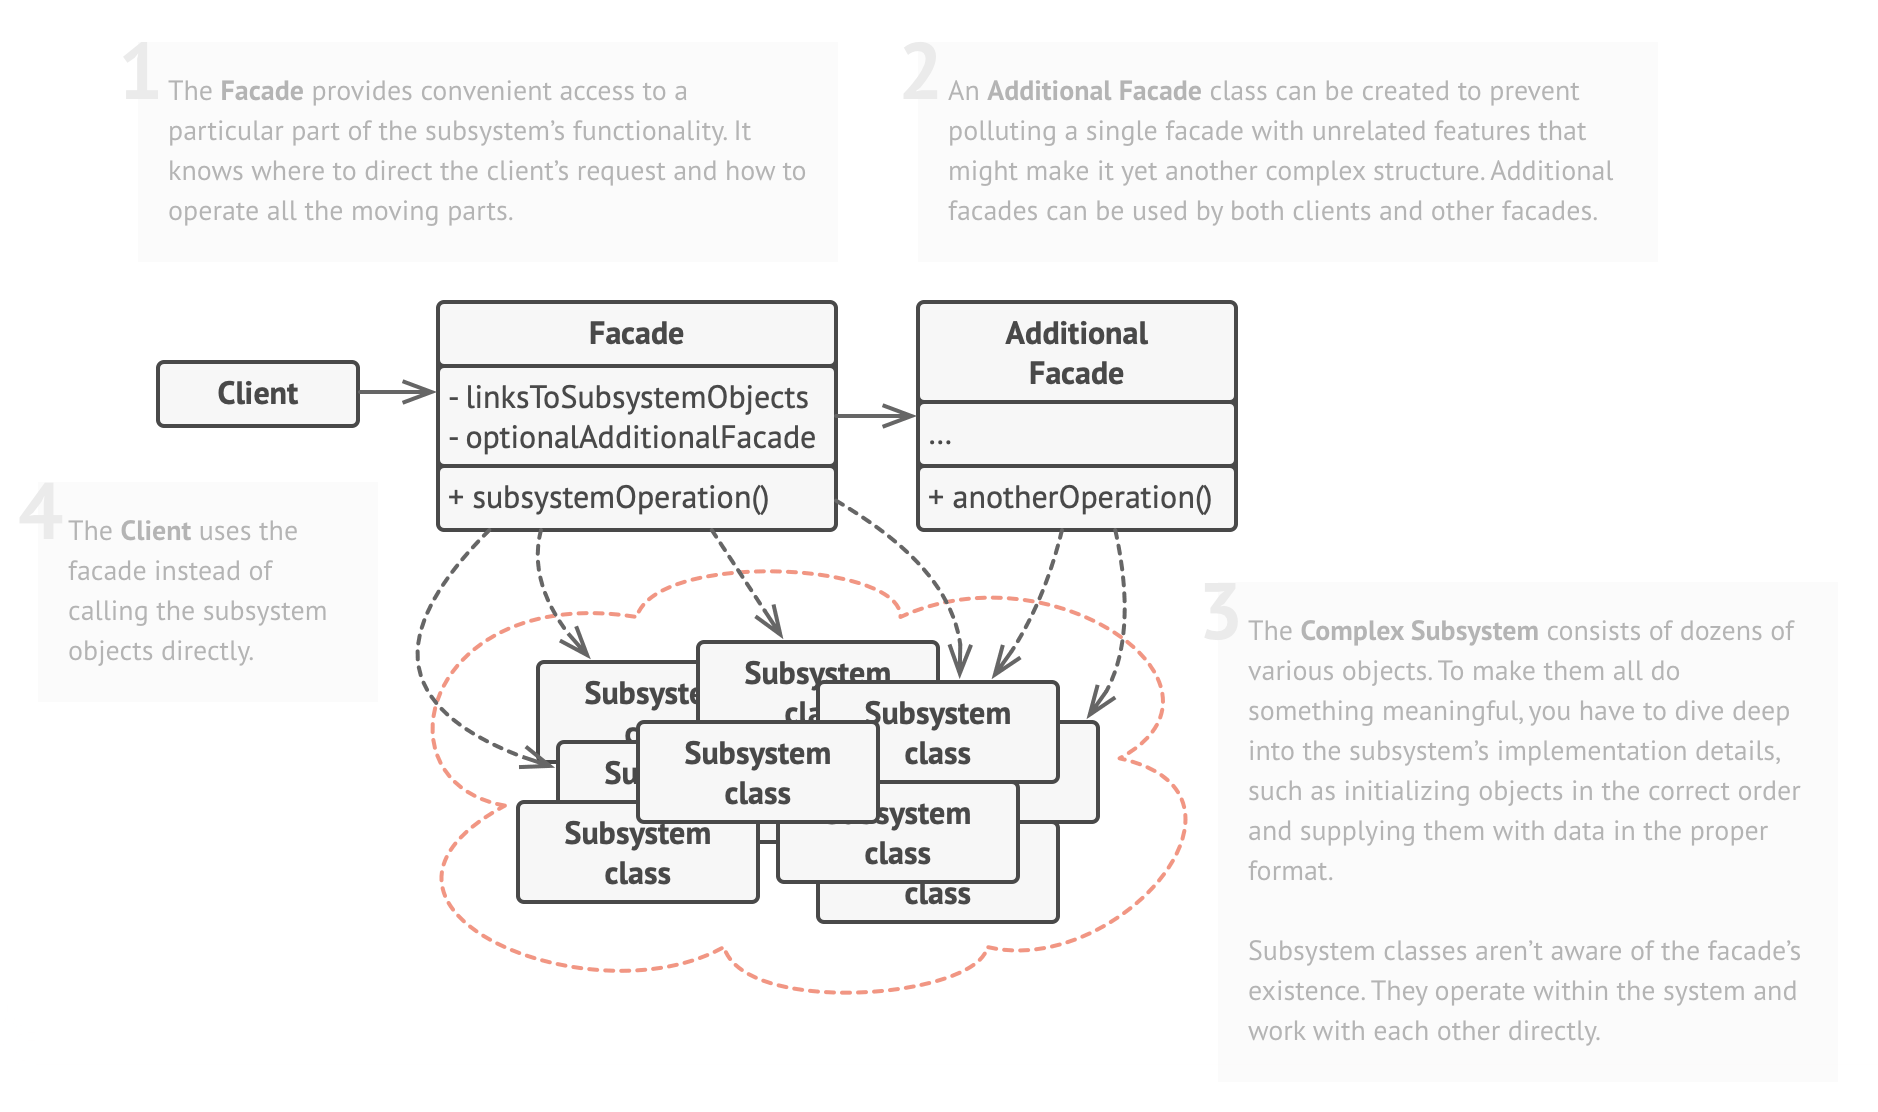 1
The Facade provides convenient access to a
particular part of the subsystem's functionality. It
knows where to direct the client's request and how to
operate all the moving parts.
2
An Additional Facade class can be created to prevent
polluting a single facade with unrelated features that
might make it yet another complex structure. Additional
facades can be used by both clients and other facades.
Client
Facade
- linksToSubsystemObjects
- optionalAdditionalFacade
+ subsystemOperation()
Additional
Facade
...
+ anotherOperation()
4
The Client uses the
facade instead of
calling the subsystem
objects directly.
3
The Complex Subsystem consists of dozens of
various objects. To make them all do
something meaningful, you have to dive deep
into the subsystem's implementation details,
such as initializing objects in the correct order
and supplying them with data in the proper
format.
Subsystem classes aren't aware of the facade's
existence. They operate within the system and
work with each other directly.
Subsystem
Subsystem
class
Subsystem
class
Subsystem
class
class
class